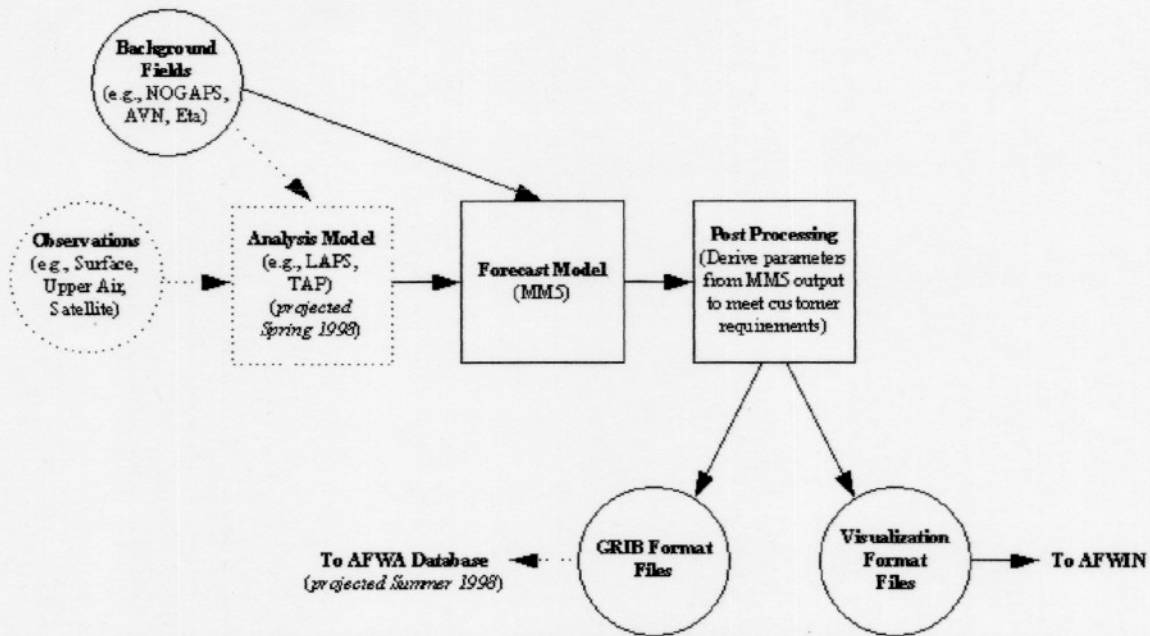 Background
Fields
(e.g., NOGAPS,
AVN, Eta)
Observations
(e.g., Surface,
Upper Air,
Satellite)
Analysis Model
(e.g., LAPS,
TAP)
(projected
Spring 1998)
Forecast Model
(MM5)
Post Processing
(Derive parameters
from MM5 output
to meet customer
requirements)
To AFWA Database
(projected Summer 1998)
GRIB Format
Files
Visualization
Format
Files
To AFWIN